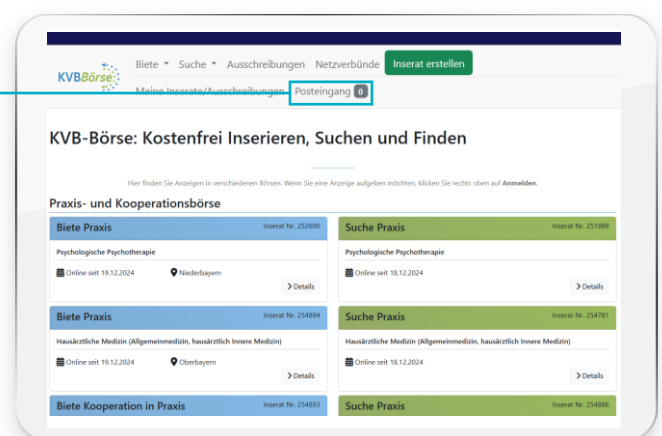 KVBBörse
Biete Suche Ausschreibungen Netzverbünde Inserat erstellen
Meine Inserate/Ausschreibungen Posteingang 0
KVB-Börse: Kostenfrei Inserieren, Suchen und Finden
Hier finden Sie Anzeigen in verschiedenen Börsen. Wenn Sie eine Anzeige aufgeben möchten, klicken Sie rechts oben auf Anmelden.
Praxis- und Kooperationsbörse
Biete Praxis Inserat Nr. 252690
Psychologische Psychotherapie
Online seit 19.12.2024 Niederbayern
Details
Suche Praxis Inserat Nr. 251989
Psychologische Psychotherapie
Online seit 18.12.2024
Details
Biete Praxis Inserat Nr. 254894
Hausärztliche Medizin (Allgemeinmedizin, hausärztlich Innere Medizin)
Online seit 19.12.2024 Oberbayern
Details
Suche Praxis Inserat Nr. 254781
Hausärztliche Medizin (Allgemeinmedizin, hausärztlich Innere Medizin)
Online seit 18.12.2024
Details
Biete Kooperation in Praxis Inserat Nr. 254893
Suche Praxis Inserat Nr. 254886